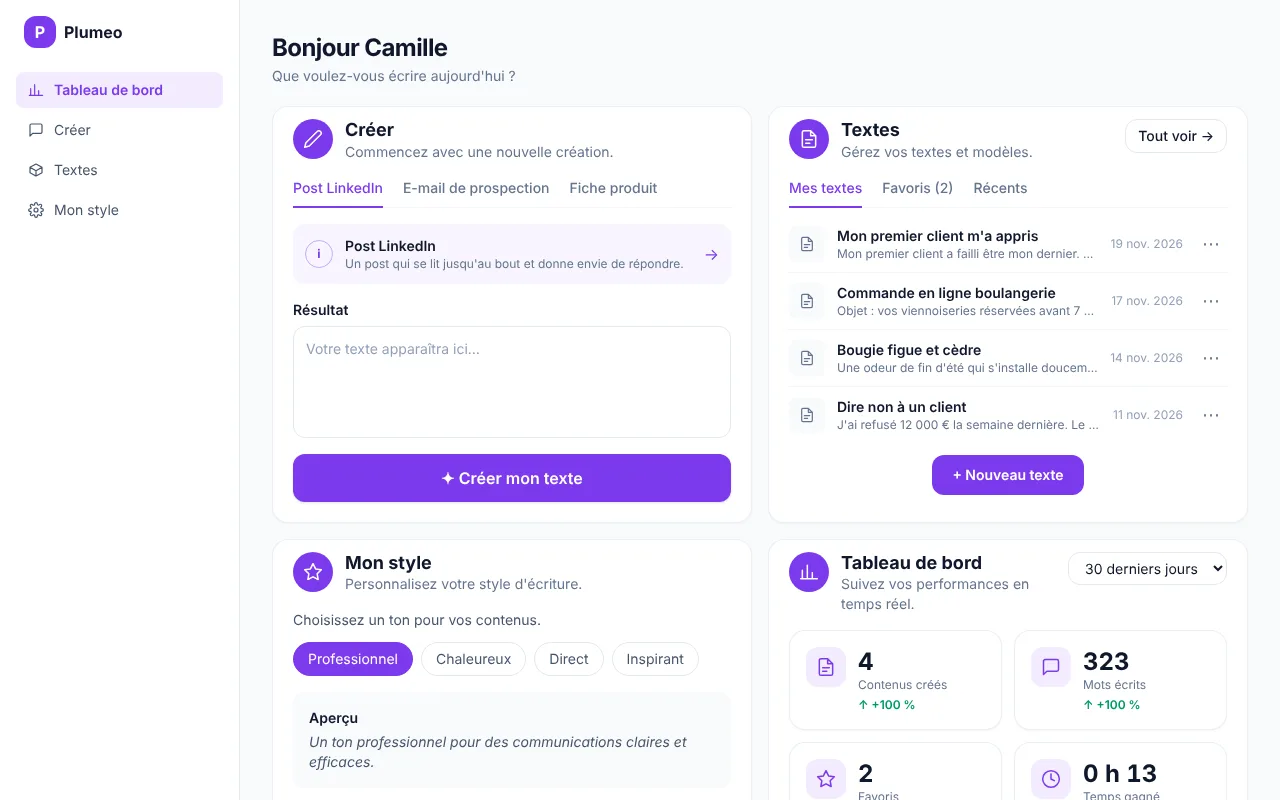 P Plumeo
Tableau de bord
Créer
Textes
Mon style
Bonjour Camille
Que voulez-vous écrire aujourd'hui ?
Créer
Commencez avec une nouvelle création.
Post LinkedIn E-mail de prospection Fiche produit
i
Post LinkedIn
Un post qui se lit jusqu'au bout et donne envie de répondre. →
Résultat
Votre texte apparaîtra ici...
✦ Créer mon texte
Textes
Gérez vos textes et modèles.
Tout voir →
Mes textes Favoris (2) Récents
Mon premier client m'a appris
Mon premier client a failli être mon dernier. ...
19 nov. 2026 ···
Commande en ligne boulangerie
Objet : vos viennoiseries réservées avant 7 ...
17 nov. 2026 ···
Bougie figue et cèdre
Une odeur de fin d'été qui s'installe doucem...
14 nov. 2026 ···
Dire non à un client
J'ai refusé 12 000 € la semaine dernière. Le ...
11 nov. 2026 ···
+ Nouveau texte
Mon style
Personnalisez votre style d'écriture.
Choisissez un ton pour vos contenus.
Professionnel Chaleureux Direct Inspirant
Aperçu
Un ton professionnel pour des communications claires et
efficaces.
Tableau de bord
Suivez vos performances en
temps réel.
30 derniers jours
4
Contenus créés
↑ +100 %
323
Mots écrits
↑ +100 %
2
Favoris
0 h 13
Temps gagné